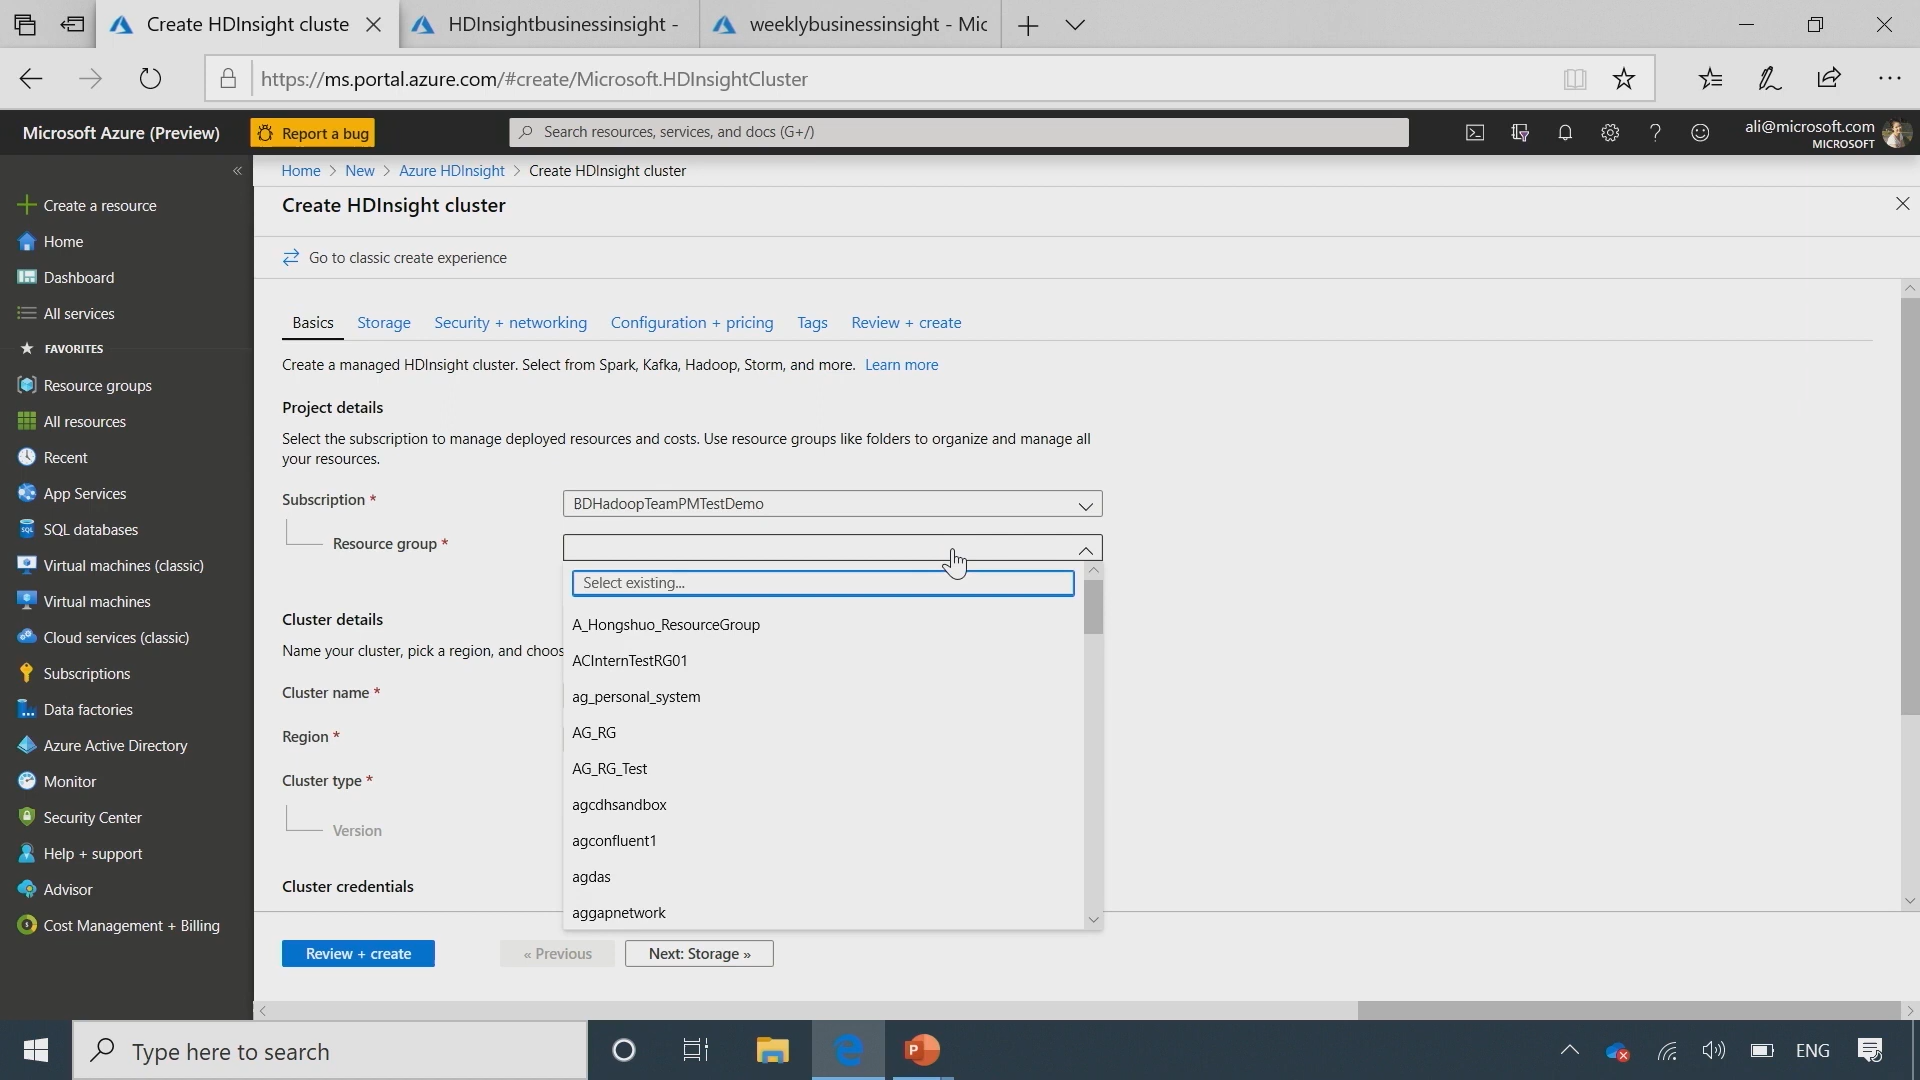 Create HDInsight cluste
HDInsightbusinessinsight -
weeklybusinessinsight - Mic
https://ms.portal.azure.com/#create/Microsoft.HDInsightCluster
Microsoft Azure (Preview)
Report a bug
Search resources, services, and docs (G+/)
ali@microsoft.com
MICROSOFT
Home > New > Azure HDInsight > Create HDInsight cluster
Create HDInsight cluster
Go to classic create experience
Create a resource
Home
Dashboard
All services
FAVORITES
Resource groups
All resources
Recent
App Services
SQL databases
Virtual machines (classic)
Virtual machines
Cloud services (classic)
Subscriptions
Data factories
Azure Active Directory
Monitor
Security Center
Help + support
Advisor
Cost Management + Billing
Basics Storage Security + networking Configuration + pricing Tags Review + create
Create a managed HDInsight cluster. Select from Spark, Kafka, Hadoop, Storm, and more. Learn more
Project details
Select the subscription to manage deployed resources and costs. Use resource groups like folders to organize and manage all
your resources.
Subscription *
BDHadoopTeamPMTestDemo
Resource group *
Select existing...
A_Hongshuo_ResourceGroup
ACInternTestRG01
ag_personal_system
AG_RG
AG_RG_Test
agcdhsandbox
agconfluent1
agdas
aggapnetwork
Cluster details
Name your cluster, pick a region, and choos
Cluster name *
Region *
Cluster type *
Version
Cluster credentials
Review + create
« Previous
Next: Storage »
Type here to search
ENG